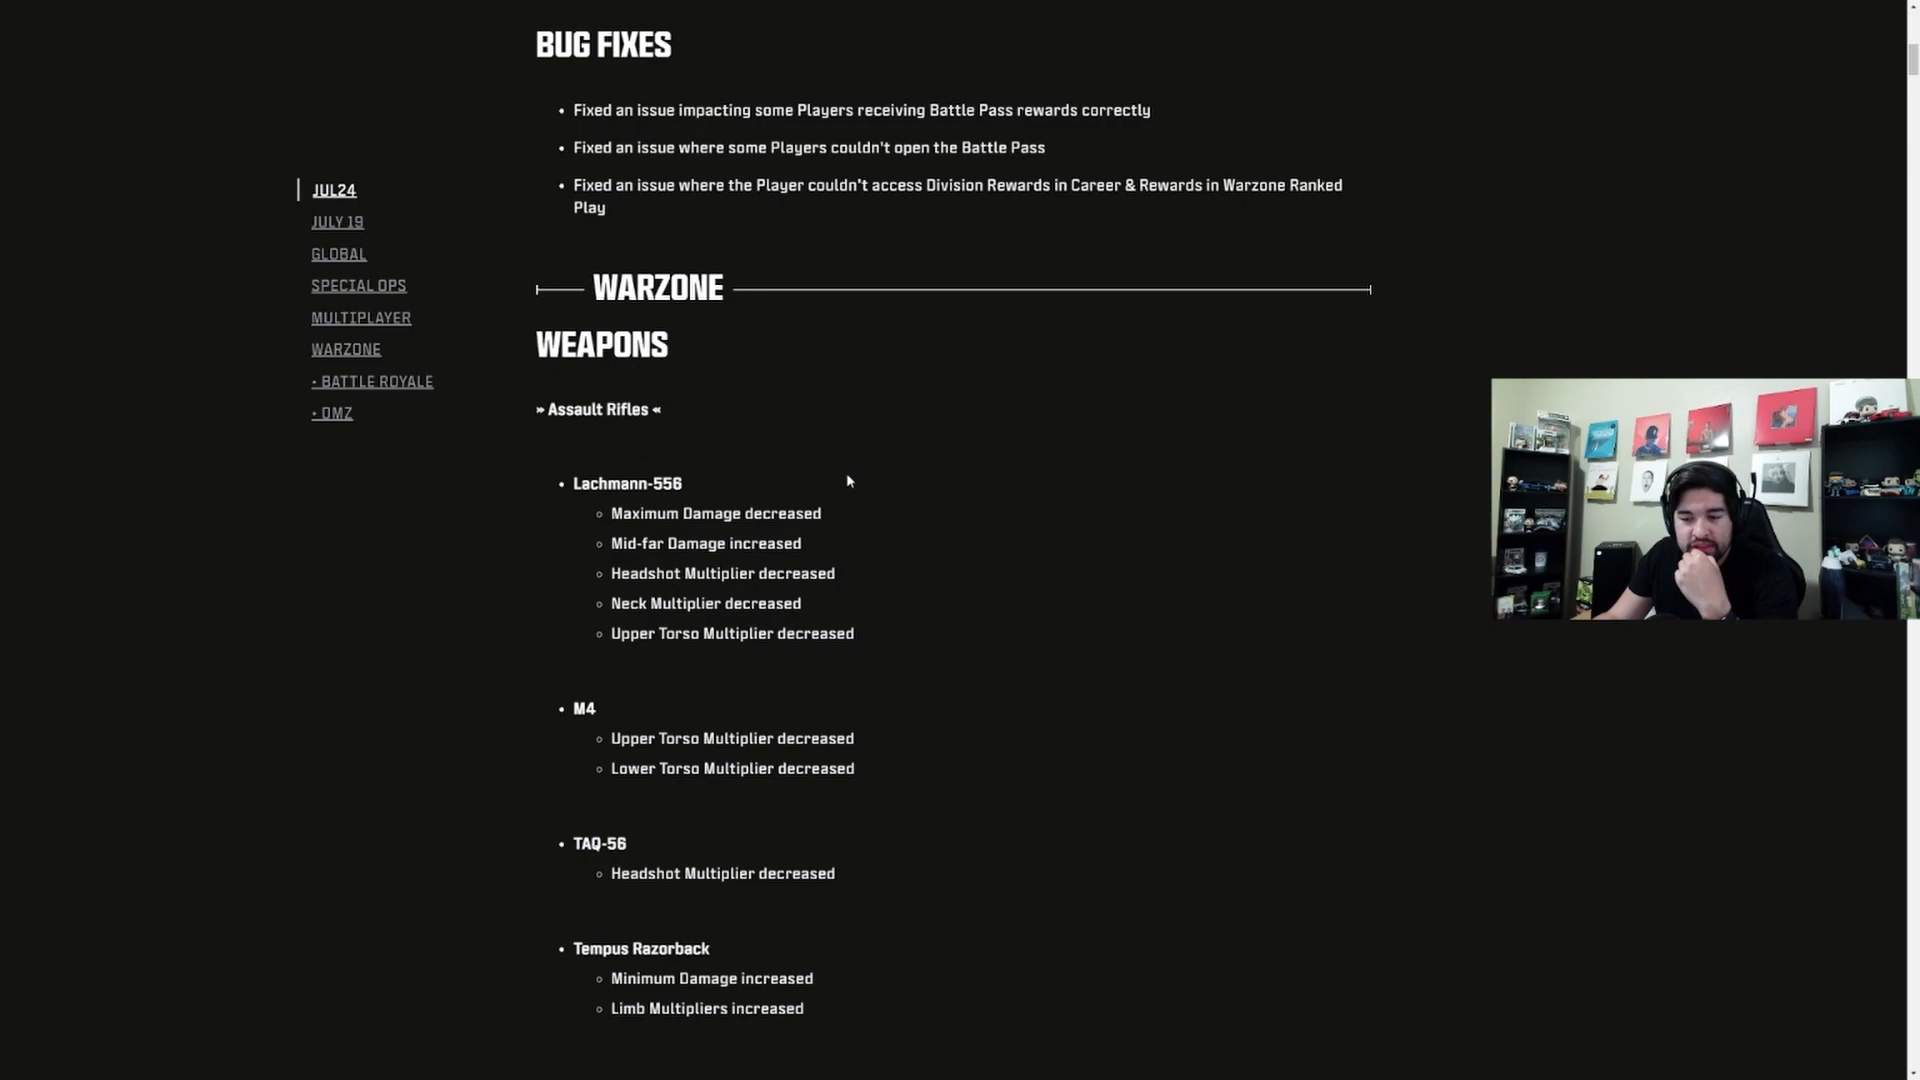 BUG FIXES
• Fixed an issue impacting some Players receiving Battle Pass rewards correctly
• Fixed an issue where some Players couldn't open the Battle Pass
• Fixed an issue where the Player couldn't access Division Rewards in Career & Rewards in Warzone Ranked
Play
JUL24
JULY 19
GLOBAL
SPECIAL OPS
MULTIPLAYER
WARZONE
• BATTLE ROYALE
• DMZ
WARZONE
WEAPONS
» Assault Rifles «
• Lachmann-556
◦ Maximum Damage decreased
◦ Mid-far Damage increased
◦ Headshot Multiplier decreased
◦ Neck Multiplier decreased
◦ Upper Torso Multiplier decreased
• M4
◦ Upper Torso Multiplier decreased
◦ Lower Torso Multiplier decreased
• TAQ-56
◦ Headshot Multiplier decreased
• Tempus Razorback
◦ Minimum Damage increased
◦ Limb Multipliers increased